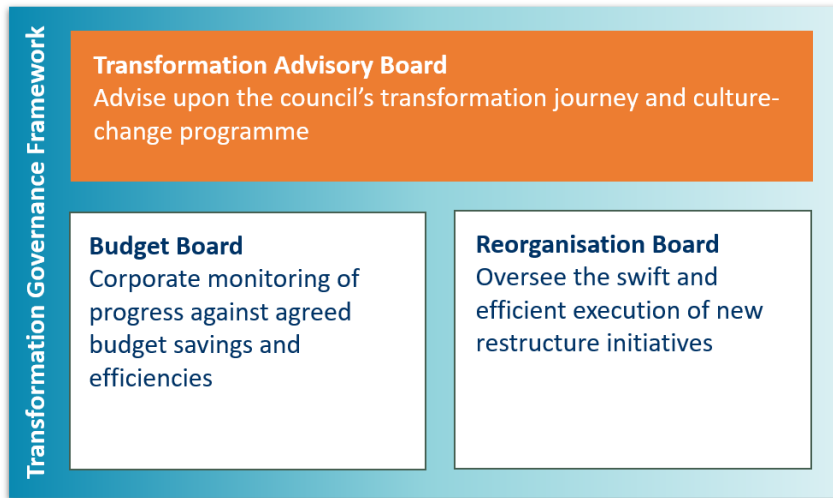 Transformation Governance Framework
Transformation Advisory Board
Advise upon the council’s transformation journey and culture-
change programme
Budget Board
Corporate monitoring of
progress against agreed
budget savings and
efficiencies
Reorganisation Board
Oversee the swift and
efficient execution of new
restructure initiatives